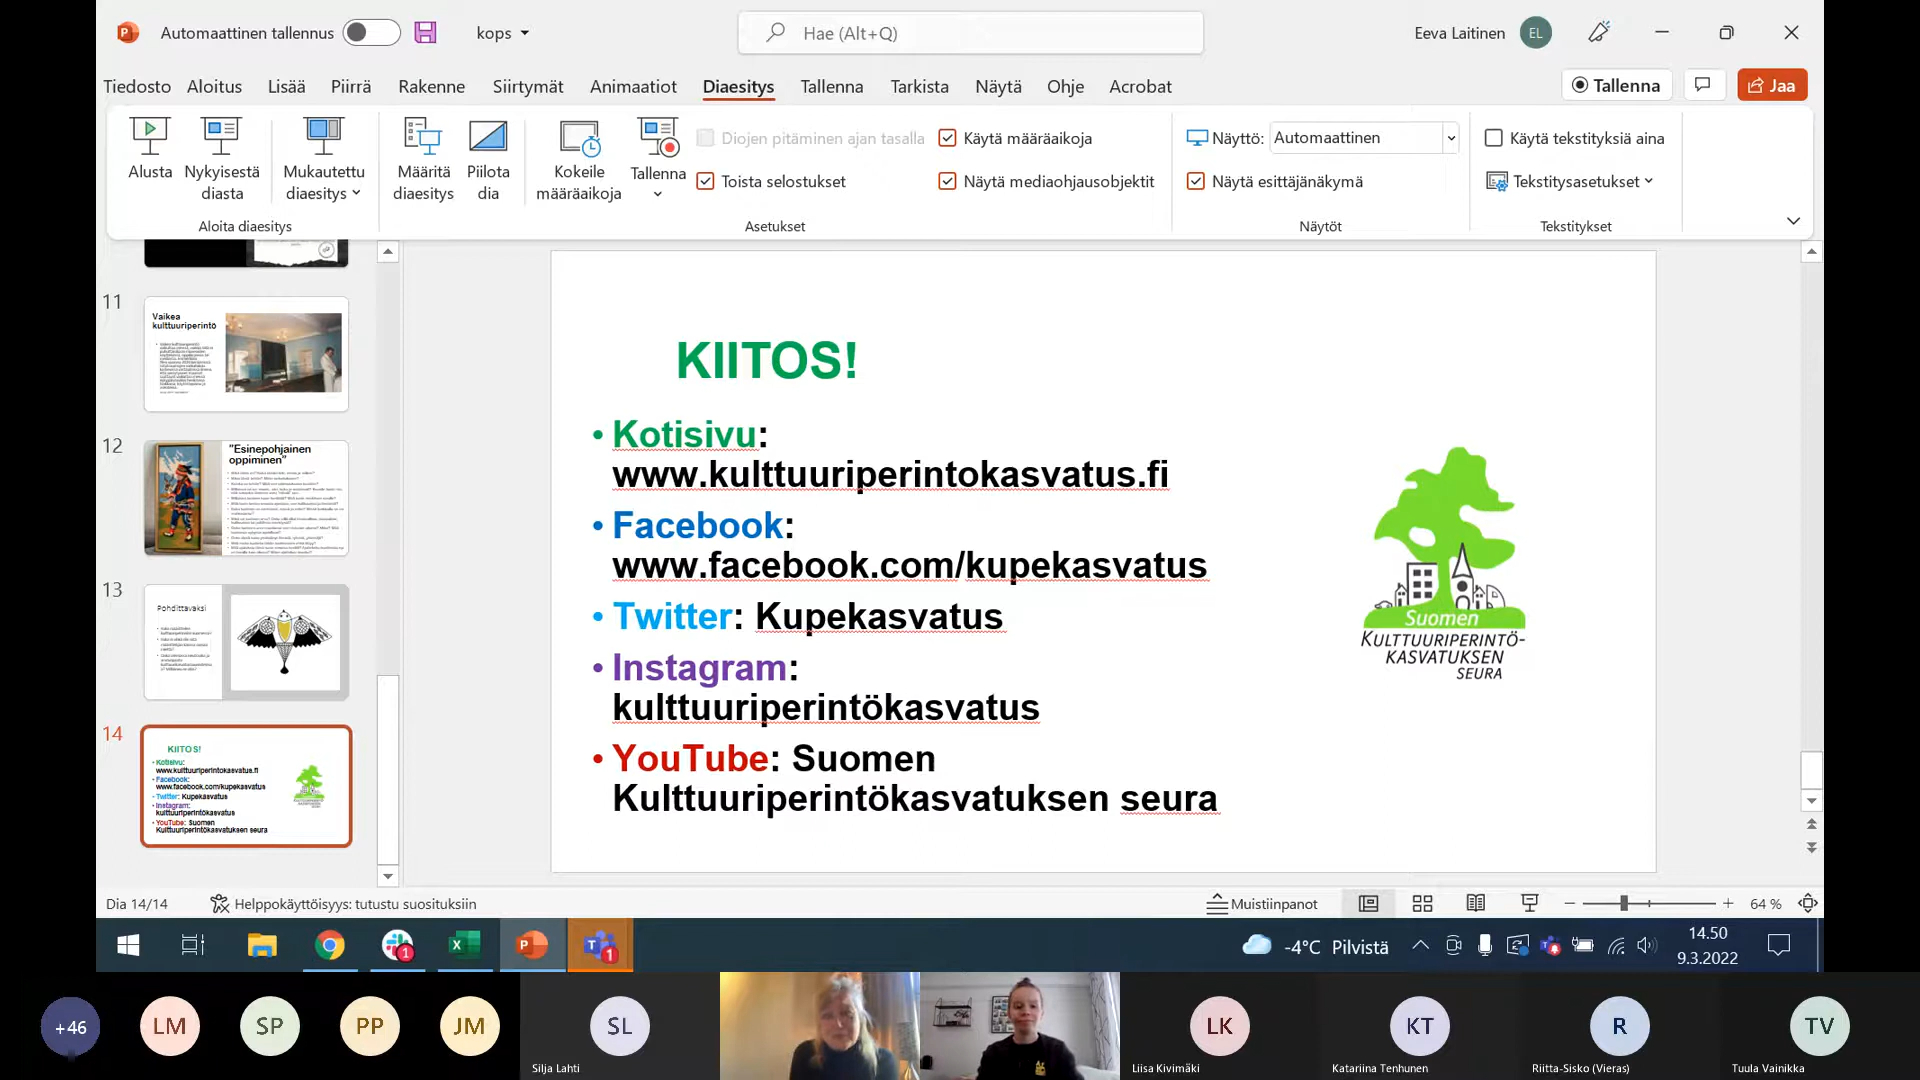 Automaattinen tallennus
kops
Hae (Alt+Q)
Eeva Laitinen
EL
Tiedosto
Aloitus
Lisää
Piirrä
Rakenne
Siirtymät
Animaatiot
Diaesitys
Tallenna
Tarkista
Näytä
Ohje
Acrobat
Tallenna
Jaa
Alusta
Nykyisestä
diasta
Mukautettu
diaesitys
Aloita diaesitys
Määritä
diaesitys
Piilota
dia
Kokeile
määräaikoja
Tallenna
Diojen pitäminen ajan tasalla
Toista selostukset
Käytä määräaikoja
Näytä mediaohjausobjektit
Asetukset
Näyttö:
Automaattinen
Näytä esittäjänäkymä
Näytöt
Käytä tekstityksiä aina
Tekstitysasetukset
Tekstitykset
11
Vaikea
kulttuuriperintö
12
"Esinepohjainen
oppiminen"
13
Pohdittavaksi
14
KIITOS!
Kotisivu:
www.kulttuuriperintokasvatus.fi
Facebook:
www.facebook.com/kupekasvatus
Twitter: Kupekasvatus
Instagram:
kulttuuriperintökasvatus
YouTube: Suomen
Kulttuuriperintökasvatuksen seura
KIITOS!
• Kotisivu:
www.kulttuuriperintokasvatus.fi
• Facebook:
www.facebook.com/kupekasvatus
• Twitter: Kupekasvatus
• Instagram:
kulttuuriperintökasvatus
• YouTube: Suomen
Kulttuuriperintökasvatuksen seura
Suomen
KULTTUURIPERINTÖ-
KASVATUKSEN
SEURA
Dia 14/14
Helppokäyttöisyys: tutustu suosituksiin
Muistiinpanot
64 %
1
1
-4°C Pilvistä
14.50
9.3.2022
+46
LM
SP
PP
JM
SL
Silja Lahti
LK
Liisa Kivimäki
KT
Katariina Tenhunen
R
Riitta-Sisko (Vieras)
TV
Tuula Vainikka